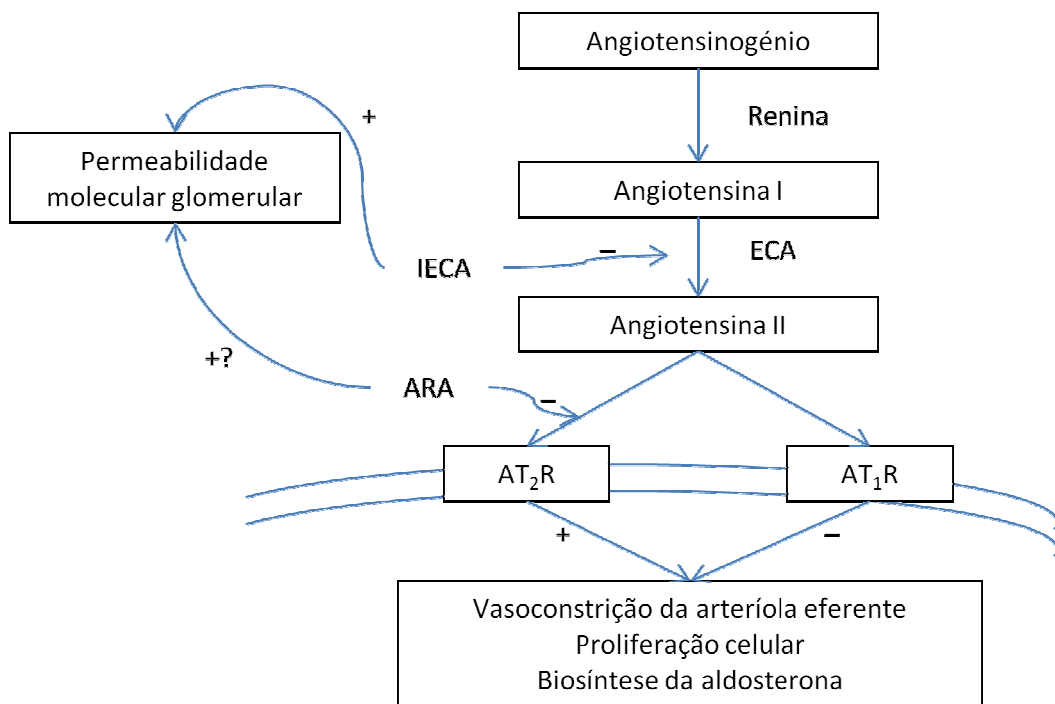 Angiotensinogénio
Renina
+
Permeabilidade
molecular glomerular
Angiotensina I
ECA
–
IECA
Angiotensina II
+?
ARA
–
AT₂R
AT₁R
+
–
Vasoconstrição da arteríola eferente
Proliferação celular
Biosíntese da aldosterona